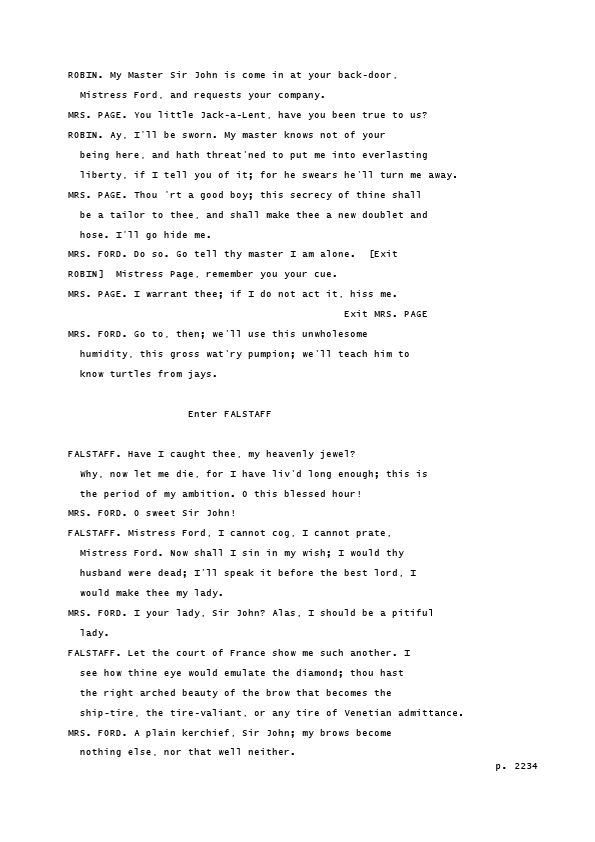 ROBIN. My Master Sir John is come in at your back-door,
Mistress Ford, and requests your company.
MRS. PAGE. You little Jack-a-Lent, have you been true to us?
ROBIN. Ay, I'll be sworn. My master knows not of your
being here, and hath threat'ned to put me into everlasting
liberty, if I tell you of it; for he swears he'll turn me away.
MRS. PAGE. Thou 'rt a good boy; this secrecy of thine shall
be a tailor to thee, and shall make thee a new doublet and
hose. I'll go hide me.
MRS. FORD. Do so. Go tell thy master I am alone.  [Exit
ROBIN]  Mistress Page, remember you your cue.
MRS. PAGE. I warrant thee; if I do not act it, hiss me.
Exit MRS. PAGE
MRS. FORD. Go to, then; we'll use this unwholesome
humidity, this gross wat'ry pumpion; we'll teach him to
know turtles from jays.
Enter FALSTAFF
FALSTAFF. Have I caught thee, my heavenly jewel?
Why, now let me die, for I have liv'd long enough; this is
the period of my ambition. O this blessed hour!
MRS. FORD. O sweet Sir John!
FALSTAFF. Mistress Ford, I cannot cog, I cannot prate,
Mistress Ford. Now shall I sin in my wish; I would thy
husband were dead; I'll speak it before the best lord, I
would make thee my lady.
MRS. FORD. I your lady, Sir John? Alas, I should be a pitiful
lady.
FALSTAFF. Let the court of France show me such another. I
see how thine eye would emulate the diamond; thou hast
the right arched beauty of the brow that becomes the
ship-tire, the tire-valiant, or any tire of Venetian admittance.
MRS. FORD. A plain kerchief, Sir John; my brows become
nothing else, nor that well neither.
p. 2234